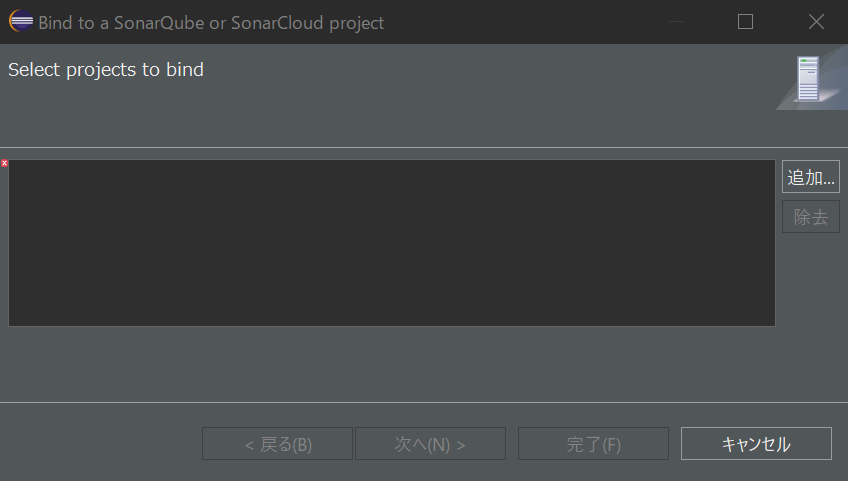 Bind to a SonarQube or SonarCloud project
Select projects to bind
追加...
除去
< 戻る(B)
次へ(N) >
完了(F)
キャンセル